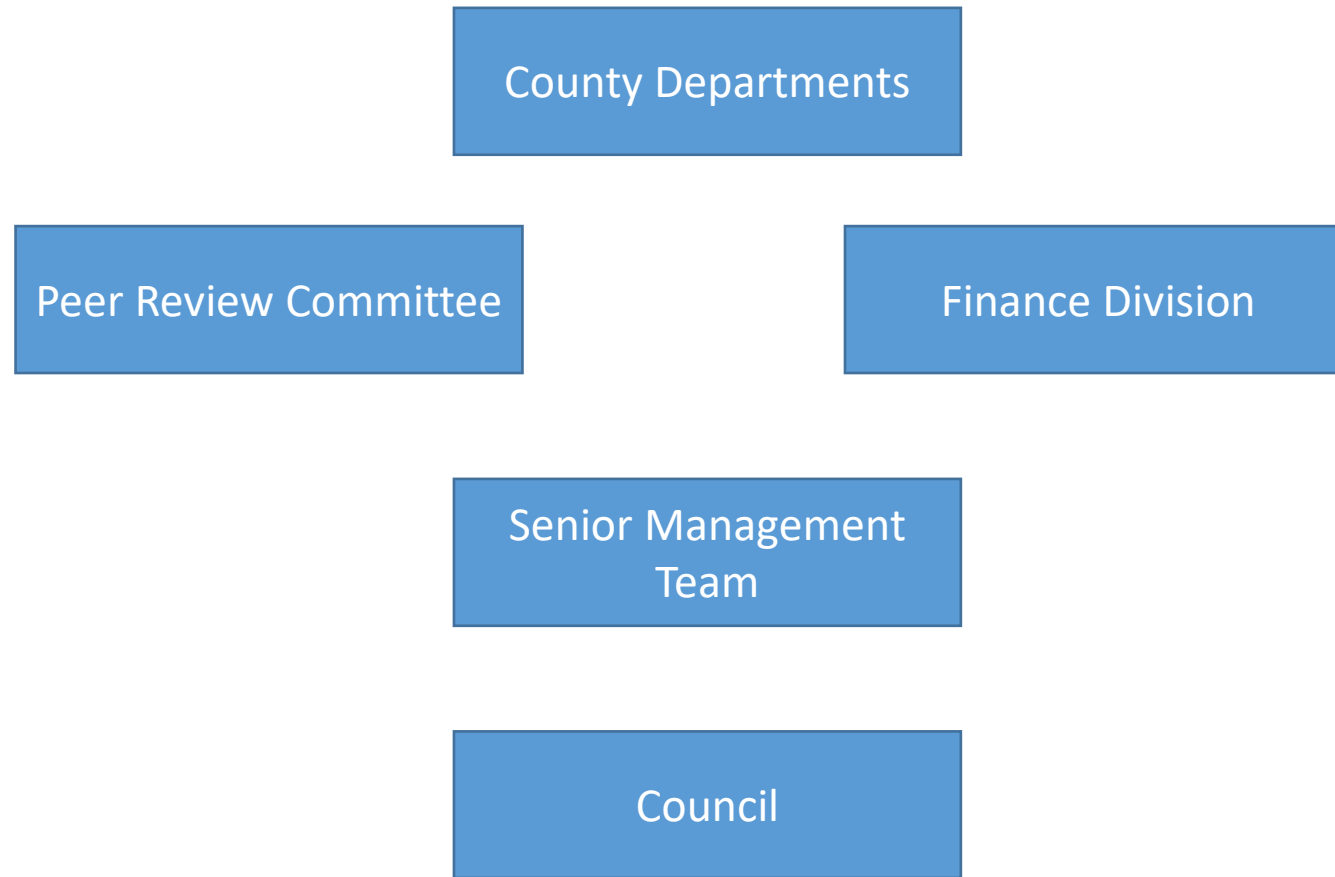 County Departments
Peer Review Committee
Finance Division
Senior Management
Team
Council